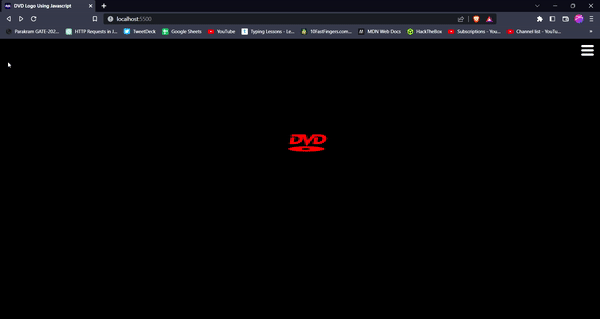 DVD Logo Using Javascript
localhost:5500
Parakram GATE-202...
HTTP Requests in J...
TweetDeck
Google Sheets
YouTube
Typing Lessons - Le...
10FastFingers.com...
MDN Web Docs
HackTheBox
Subscriptions - You...
Channel list - YouTu...
DVD